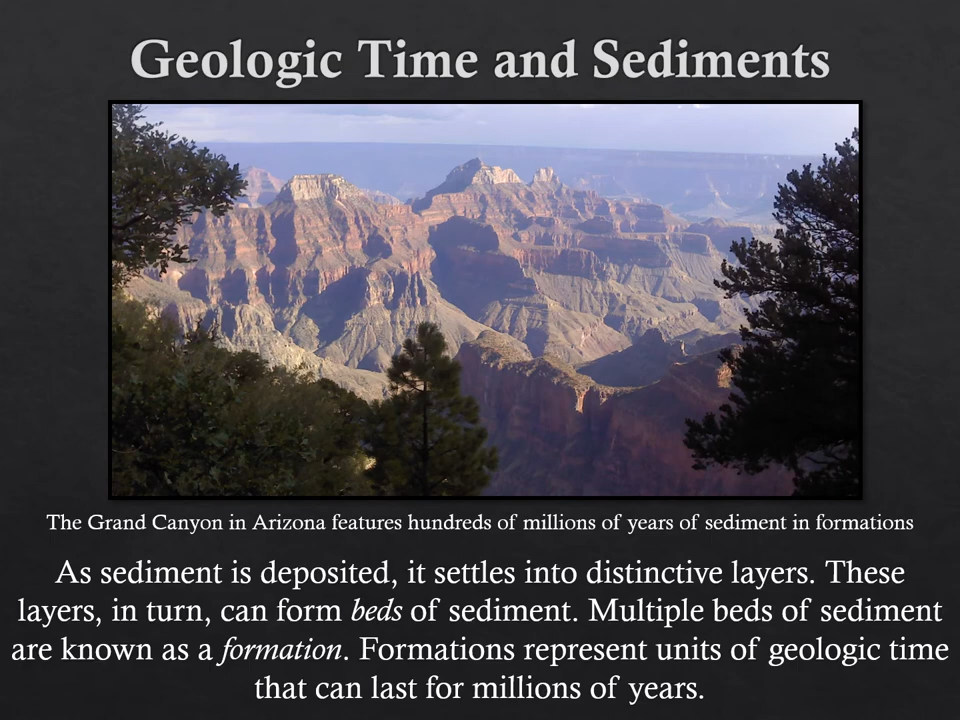 Geologic Time and Sediments
The Grand Canyon in Arizona features hundreds of millions of years of sediment in formations
As sediment is deposited, it settles into distinctive layers. These
layers, in turn, can form beds of sediment. Multiple beds of sediment
are known as a formation. Formations represent units of geologic time
that can last for millions of years.